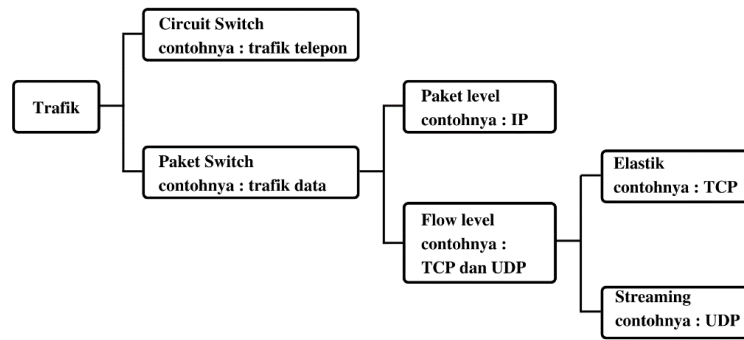 Circuit Switch
contohnya : trafik telepon
Trafik
Paket level
contohnya : IP
Paket Switch
contohnya : trafik data
Elastik
contohnya : TCP
Flow level
contohnya :
TCP dan UDP
Streaming
contohnya : UDP